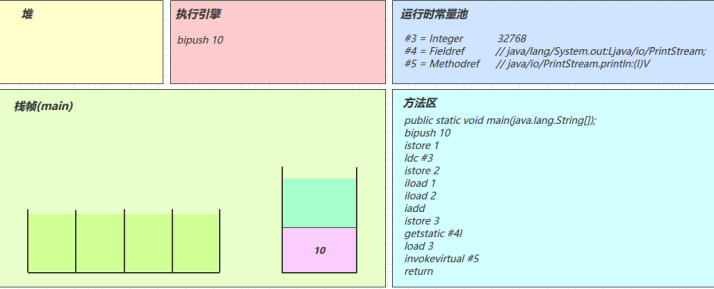 堆
执行引擎
bipush 10
运行时常量池
#3 = Integer 32768
#4 = Fieldref // java/lang/System.out:Ljava/io/PrintStream;
#5 = Methodref // java/io/PrintStream.println:(I)V
栈帧(main)
10
方法区
public static void main(java.lang.String[]);
bipush 10
istore 1
ldc #3
istore 2
iload 1
iload 2
iadd
istore 3
getstatic #4I
load 3
invokevirtual #5
return